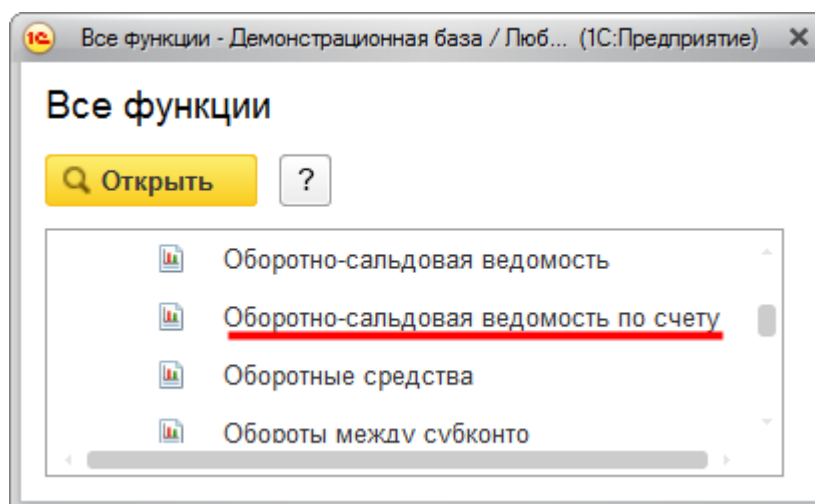 1С Все функции - Демонстрационная база / Люб... (1С:Предприятие)
Все функции
Открыть ?
Оборотно-сальдовая ведомость
Оборотно-сальдовая ведомость по счету
Оборотные средства
Обороты между субконто